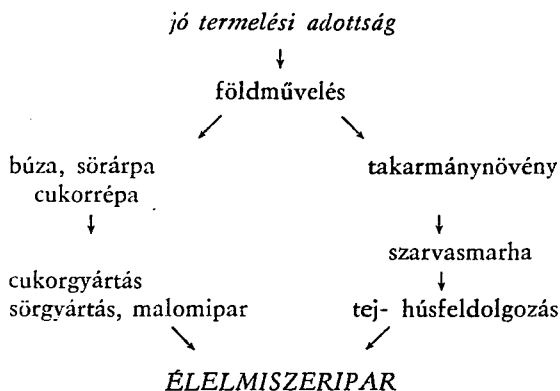 jó termelési adottság
földművelés
búza, sörárpa
cukorrépa
takarmánynövény
szarvasmarha
cukorgyártás
sörgyártás, malomipar
tej- húsfeldolgozás
ÉLELMISZERIPAR